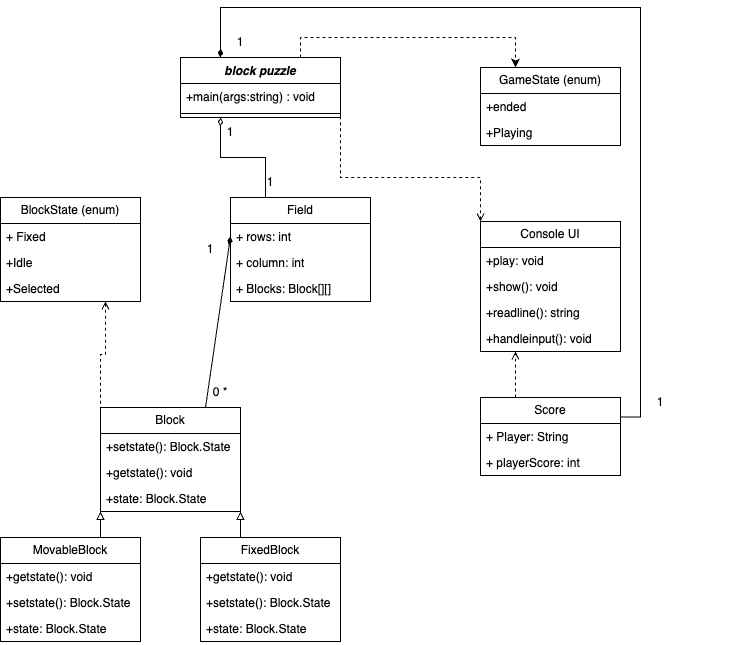 1
block puzzle
+main(args:string) : void
1
GameState (enum)
+ended
+Playing
1
BlockState (enum)
+ Fixed
+Idle
+Selected
Field
+ rows: int
+ column: int
+ Blocks: Block[][]
1
0 *
Console UI
+play: void
+show(): void
+readline(): string
+handleinput(): void
1
Score
+ Player: String
+ playerScore: int
Block
+setstate(): Block.State
+getstate(): void
+state: Block.State
MovableBlock
+getstate(): void
+setstate(): Block.State
+state: Block.State
FixedBlock
+getstate(): void
+setstate(): Block.State
+state: Block.State